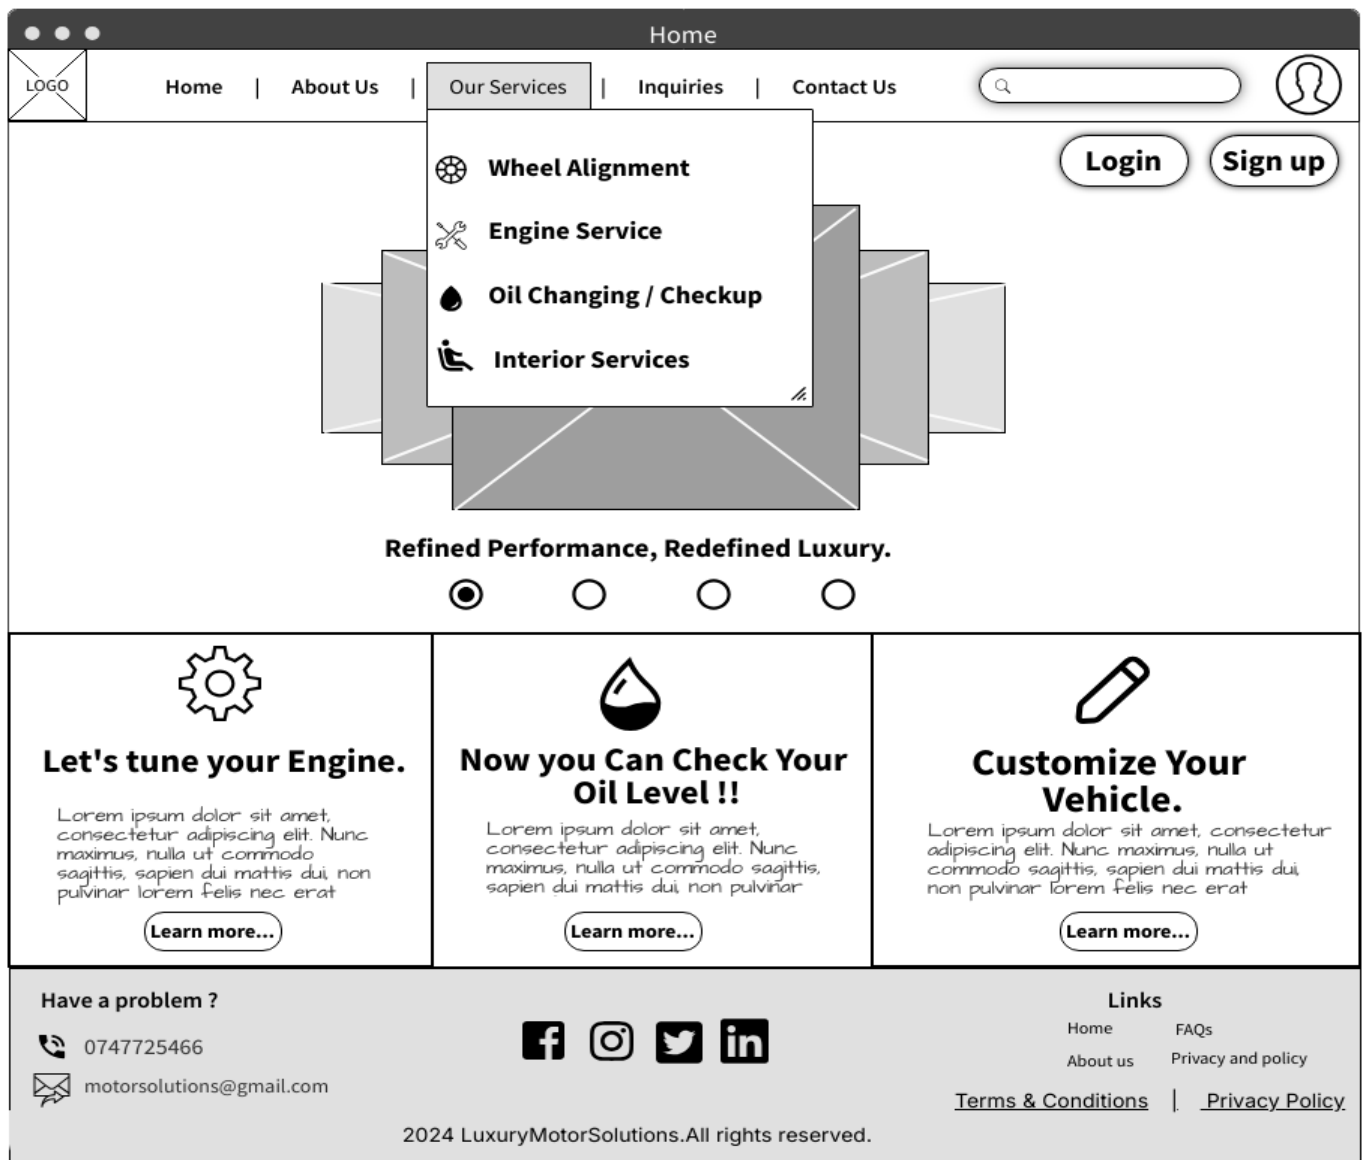 Home
LOGO
Home | About Us | Our Services | Inquiries | Contact Us
Login
Sign up
Wheel Alignment
Engine Service
Oil Changing / Checkup
Interior Services
Refined Performance, Redefined Luxury.
Let's tune your Engine.
Lorem ipsum dolor sit amet,
consectetur adipiscing elit. Nunc
maximus, nulla ut commodo
sagittis, sapien dui mattis dui, non
pulvinar lorem felis nec erat
Learn more...
Now you Can Check Your
Oil Level !!
Lorem ipsum dolor sit amet,
consectetur adipiscing elit. Nunc
maximus, nulla ut commodo sagittis,
sapien dui mattis dui, non pulvinar
Learn more...
Customize Your
Vehicle.
Lorem ipsum dolor sit amet, consectetur
adipiscing elit. Nunc maximus, nulla ut
commodo sagittis, sapien dui mattis dui,
non pulvinar lorem felis nec erat
Learn more...
Have a problem ?
0747725466
motorsolutions@gmail.com
Links
Home
FAQs
About us
Privacy and policy
Terms & Conditions | Privacy Policy
2024 LuxuryMotorSolutions.All rights reserved.